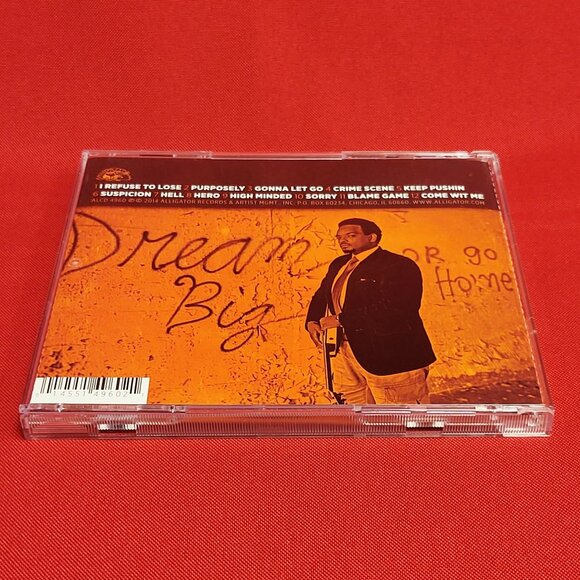 1 I REFUSE TO LOSE 2 PURPOSELY 3 GONNA LET GO 4 CRIME SCENE 5 KEEP PUSHIN
6 SUSPICION 7 HELL 8 HERO 9 HIGH MINDED 10 SORRY 11 BLAME GAME 12 COME WIT ME
ALCD 4960 ℗© 2014 ALLIGATOR RECORDS & ARTIST MGMT., INC. P.O. BOX 60234, CHICAGO, IL 60660. WWW.ALLIGATOR.COM
Dream
Big
OR go
Home
14551 49602